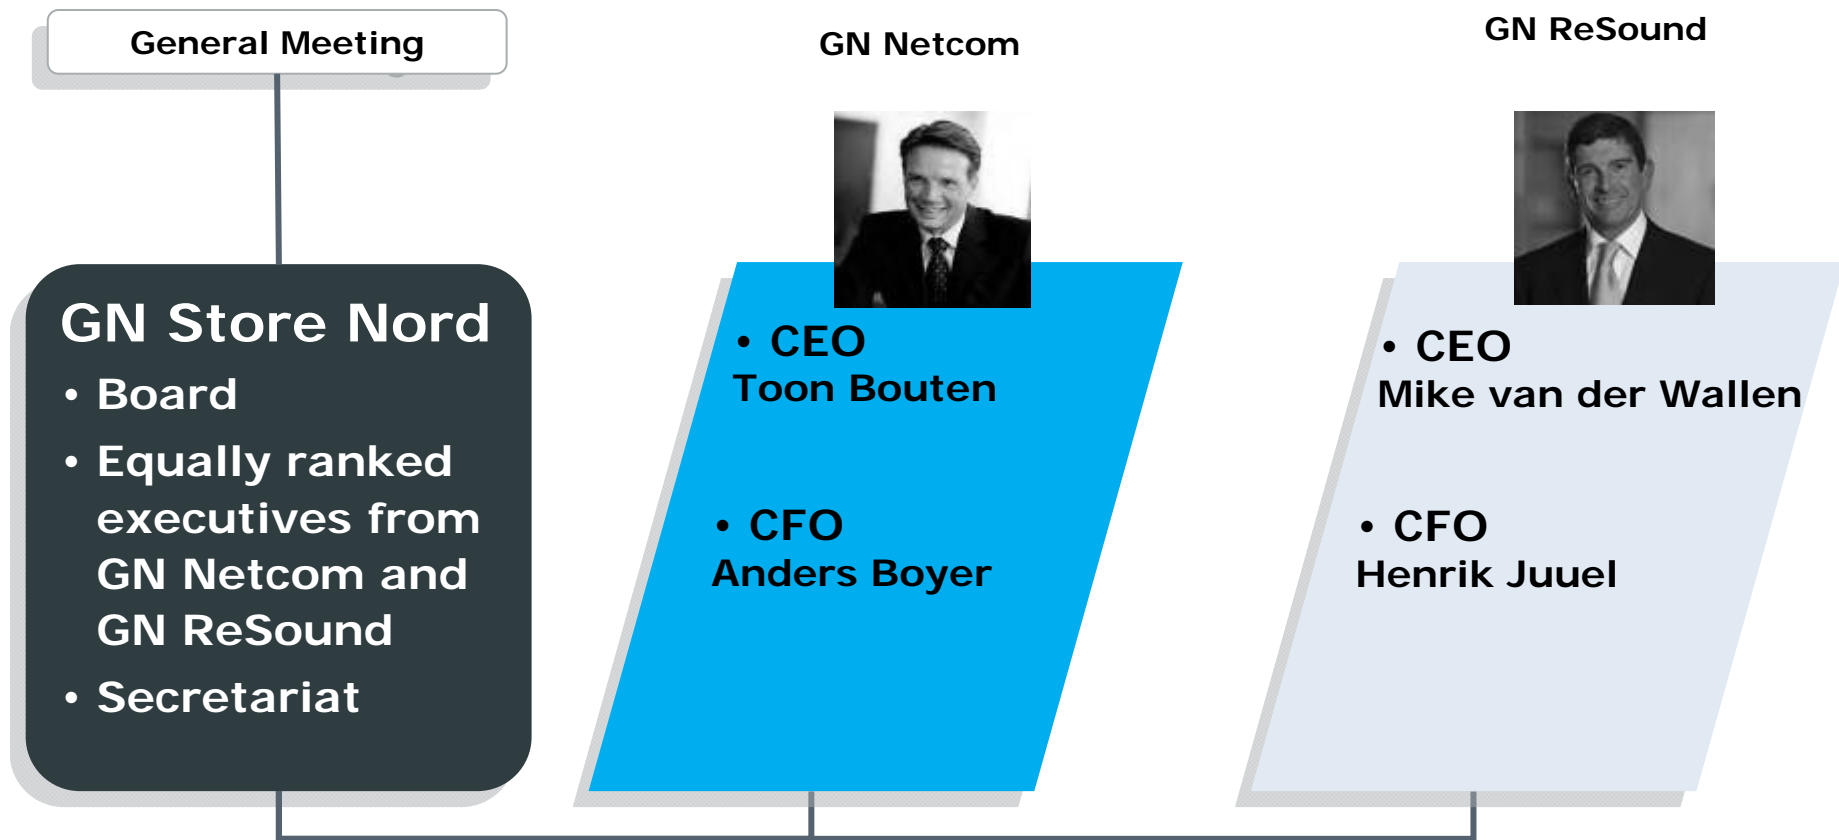 General Meeting
GN Store Nord
• Board
• Equally ranked
executives from
GN Netcom and
GN ReSound
• Secretariat
GN Netcom
• CEO
Toon Bouten
• CFO
Anders Boyer
GN ReSound
• CEO
Mike van der Wallen
• CFO
Henrik Juuel